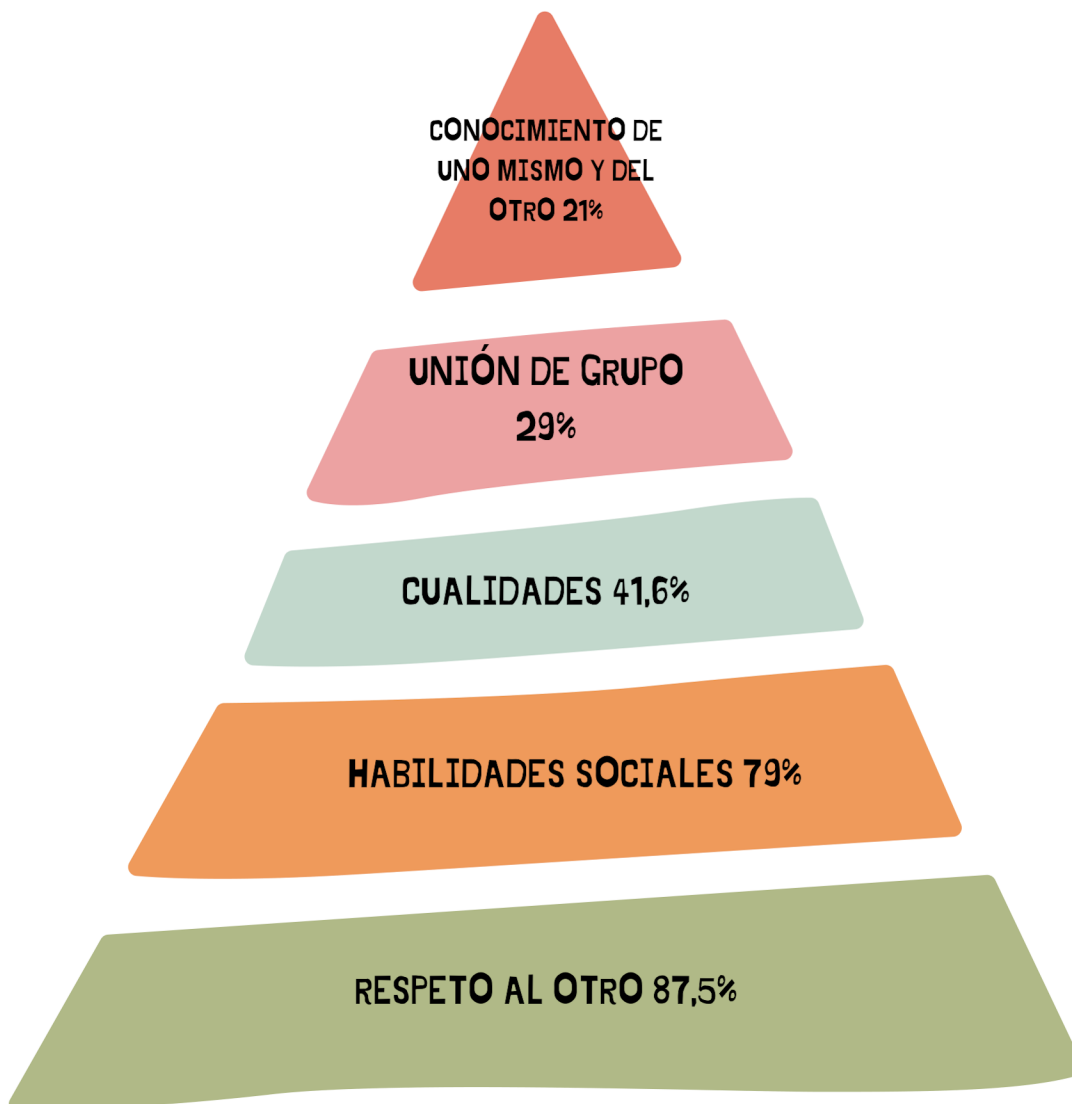 CONOCIMIENTO DE
UNO MISMO Y DEL
OTRO 21%
UNIÓN DE GRUPO
29%
CUALIDADES 41,6%
HABILIDADES SOCIALES 79%
RESPETO AL OTRO 87,5%